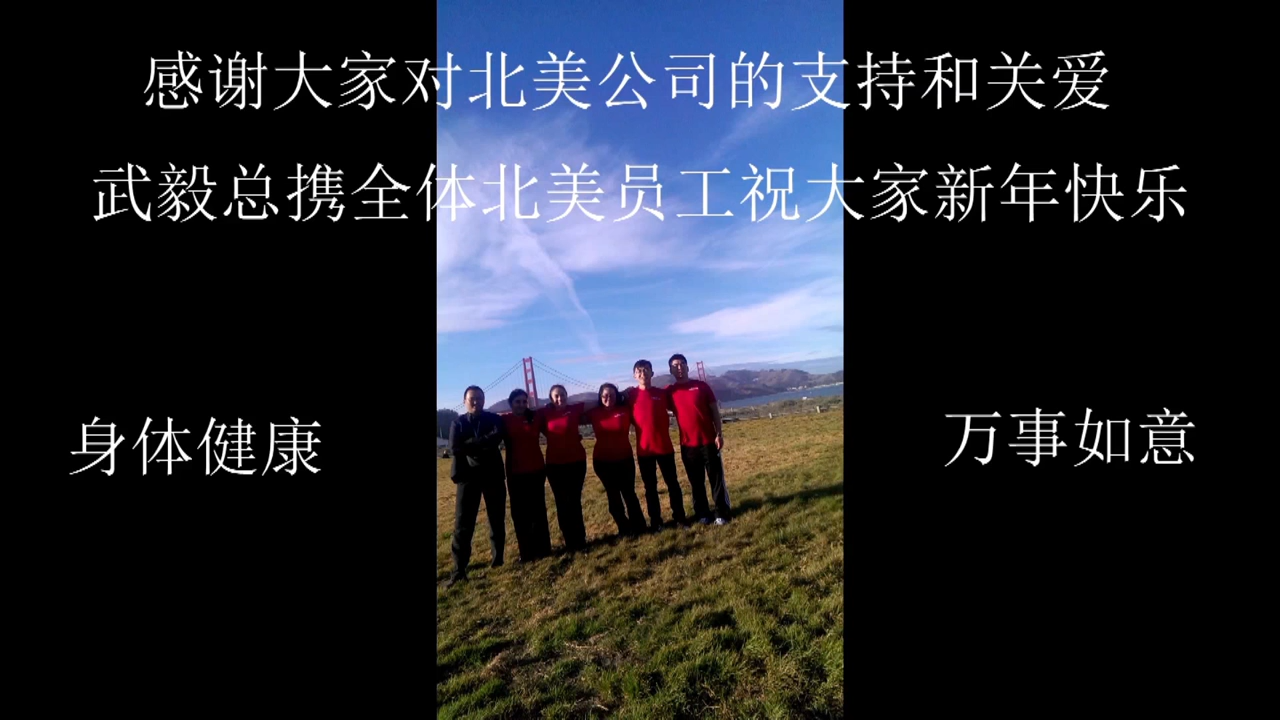 感谢大家对北美公司的支持和关爱
武毅总携全体北美员工祝大家新年快乐
身体健康
万事如意